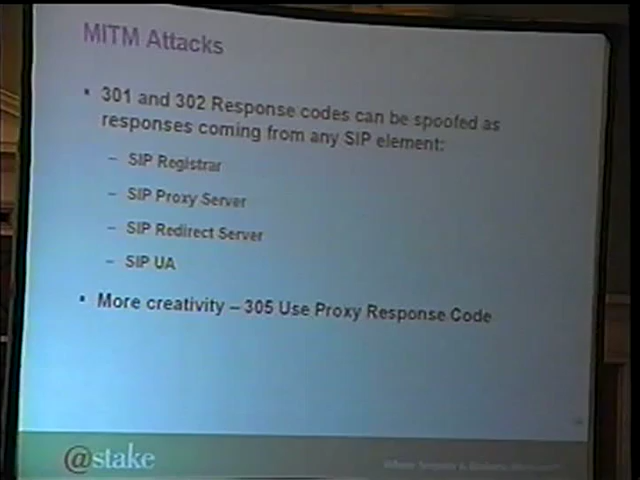 MITM Attacks
▪ 301 and 302 Response codes can be spoofed as
responses coming from any SIP element:
– SIP Registrar
– SIP Proxy Server
– SIP Redirect Server
– SIP UA
▪ More creativity – 305 Use Proxy Response Code
@stake